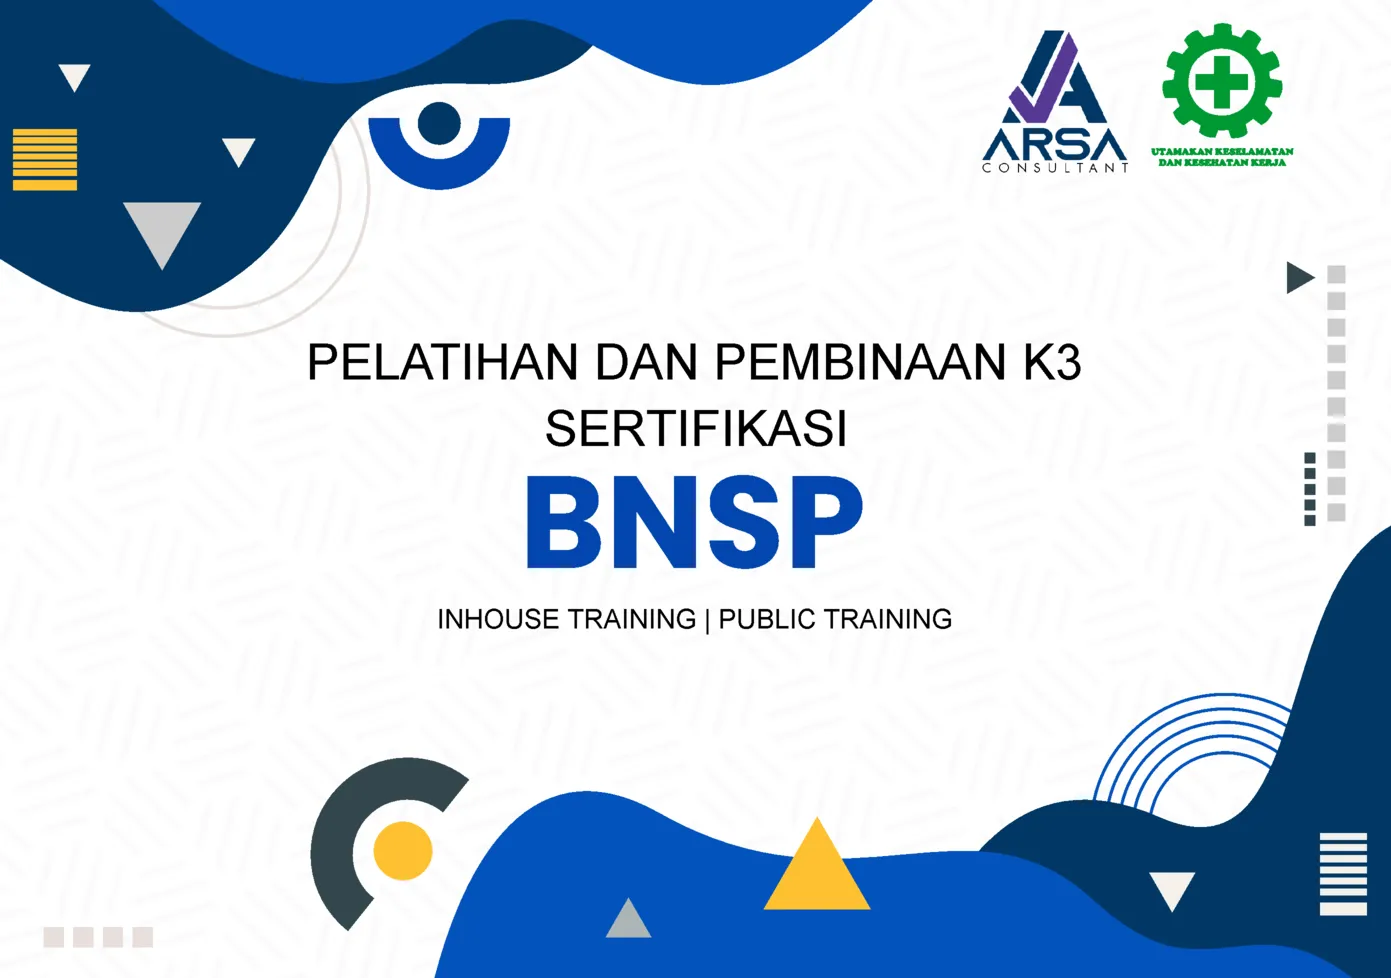 ARSA
CONSULTANT
UTAMAKAN KESELAMATAN
DAN KESEHATAN KERJA
PELATIHAN DAN PEMBINAAN K3
SERTIFIKASI
BNSP
INHOUSE TRAINING | PUBLIC TRAINING